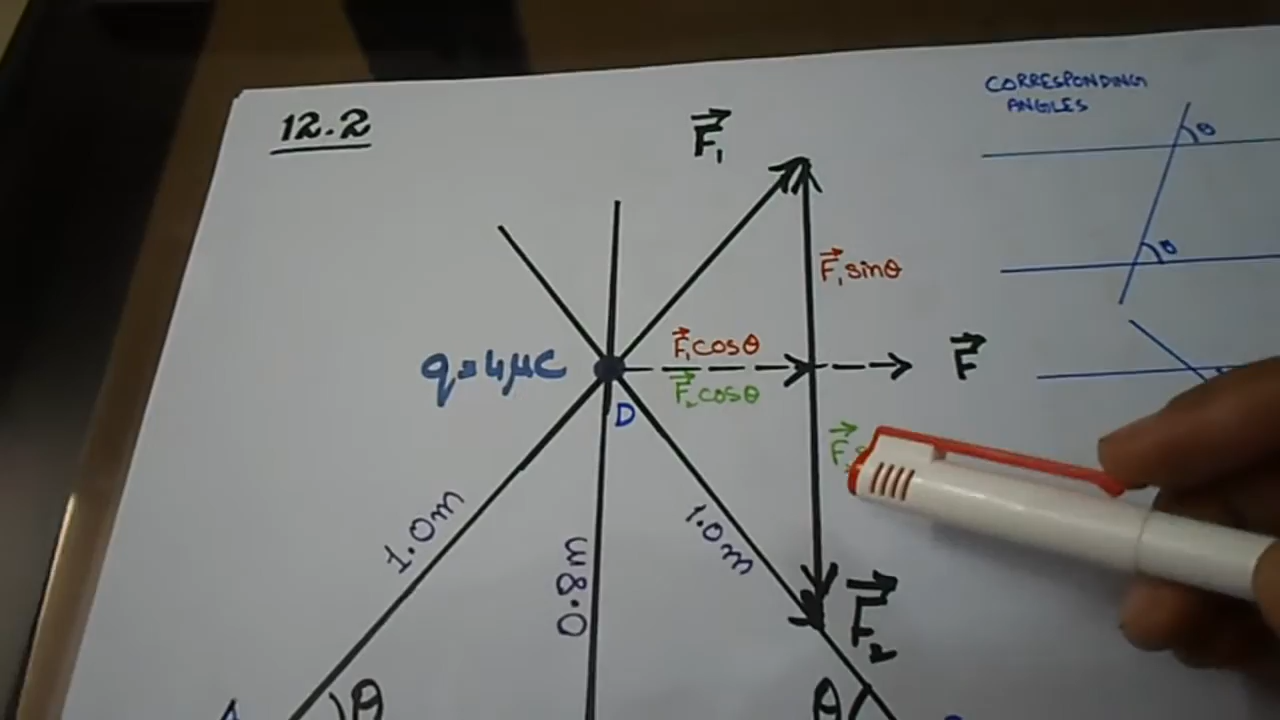 12.2
CORRESPONDING
ANGLES
θ
θ
F₁
F₁sinθ
F₁cosθ
F₂cosθ
F
q=4μC
D
1.0m
0.8m
1.0m
F₂
θ
θ